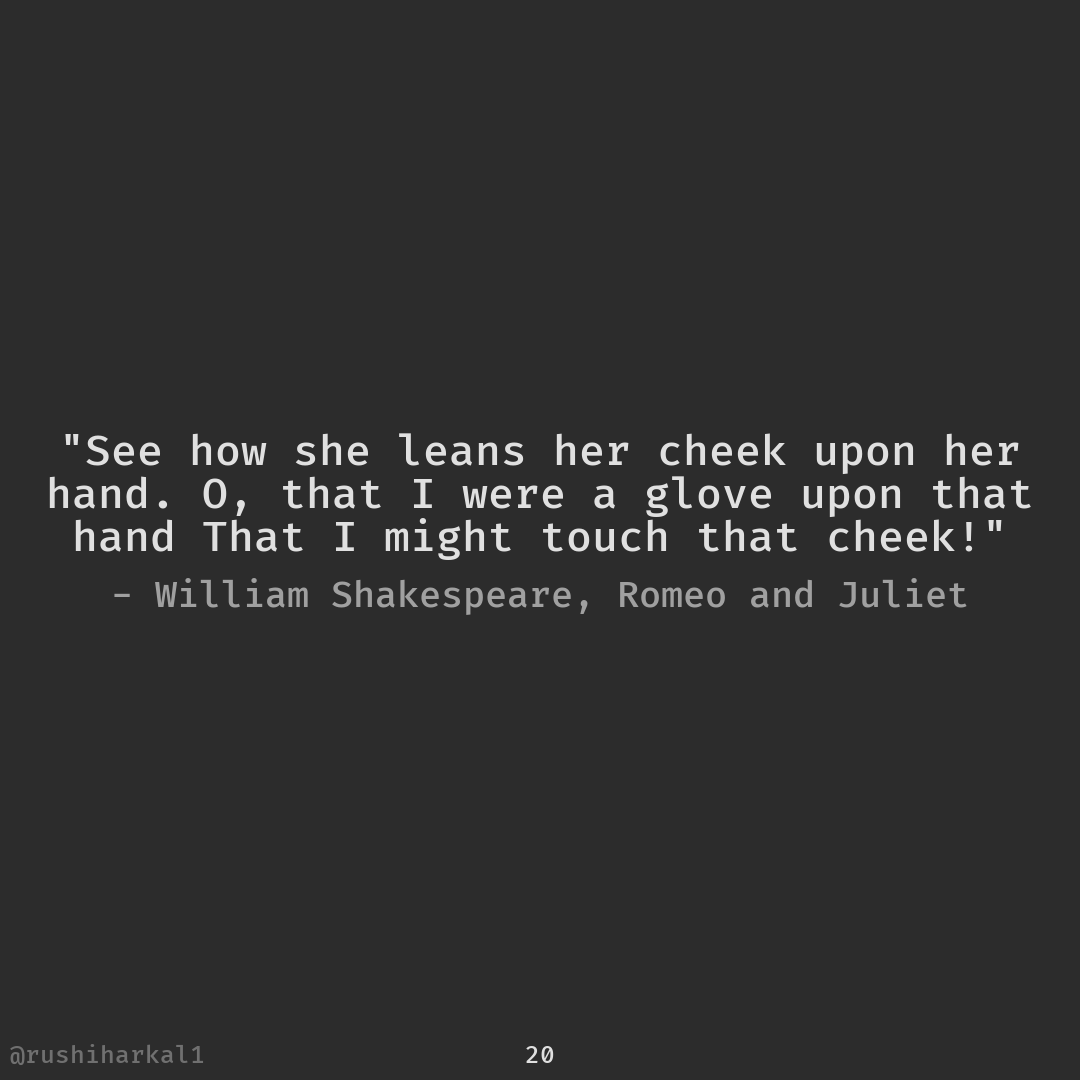 "See how she leans her cheek upon her
hand. O, that I were a glove upon that
hand That I might touch that cheek!"
– William Shakespeare, Romeo and Juliet
@rushiharkal1
20